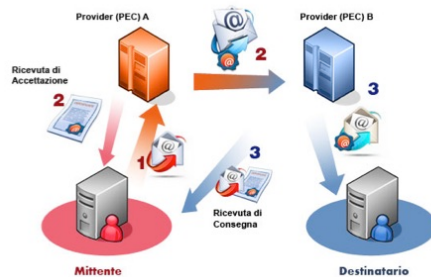 Provider (PEC) A
Provider (PEC) B
2
Ricevuta di
Accettazione
2
3
1
3
Ricevuta di
Consegna
Mittente
Destinatario